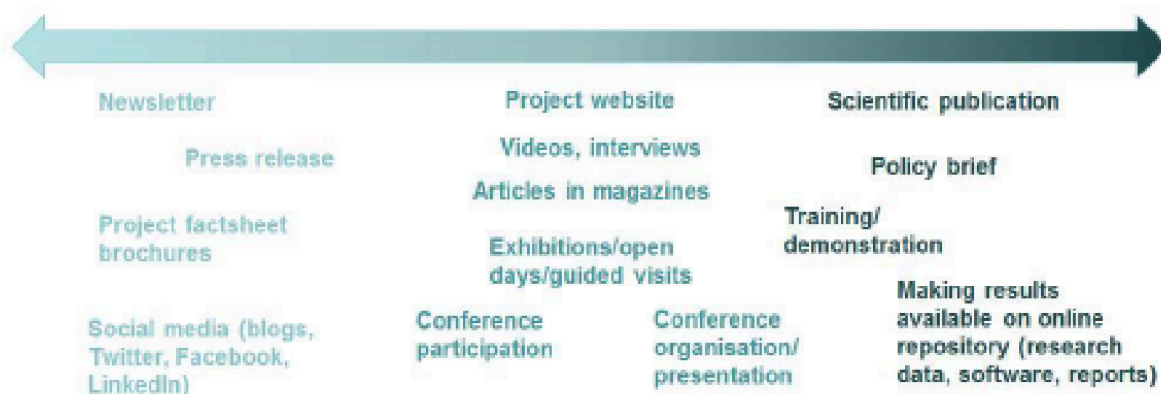 Newsletter
Project website
Scientific publication
Press release
Videos, interviews
Policy brief
Articles in magazines
Project factsheet
brochures
Training/
demonstration
Exhibitions/open
days/guided visits
Social media (blogs,
Twitter, Facebook,
LinkedIn)
Conference
participation
Conference
organisation/
presentation
Making results
available on online
repository (research
data, software, reports)